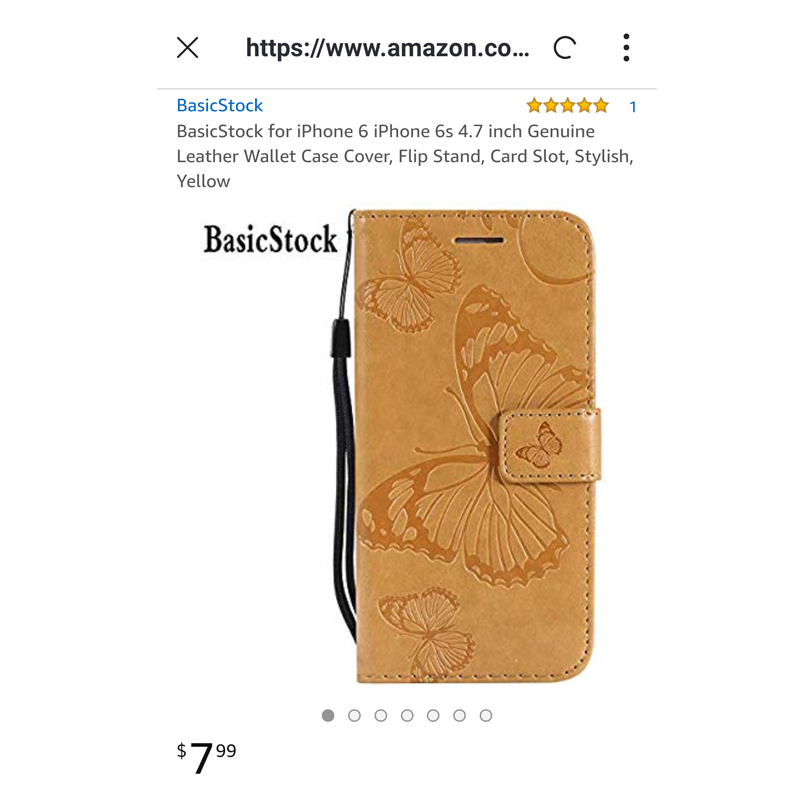 https://www.amazon.co...
BasicStock
1
BasicStock for iPhone 6 iPhone 6s 4.7 inch Genuine
Leather Wallet Case Cover, Flip Stand, Card Slot, Stylish,
Yellow
BasicStock
$7 99